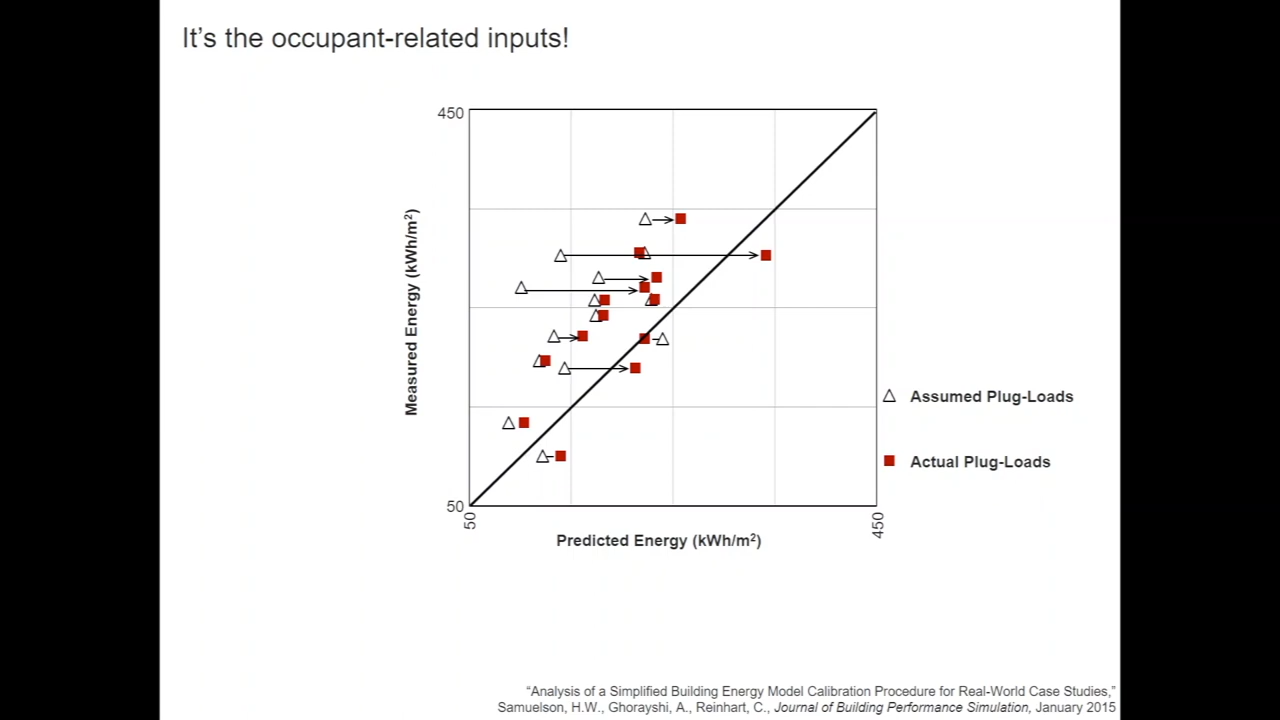 It’s the occupant-related inputs!
450
Measured Energy (kWh/m²)
50
50
450
Predicted Energy (kWh/m²)
Assumed Plug-Loads
Actual Plug-Loads
“Analysis of a Simplified Building Energy Model Calibration Procedure for Real-World Case Studies,”
Samuelson, H.W., Ghorayshi, A., Reinhart, C., Journal of Building Performance Simulation, January 2015